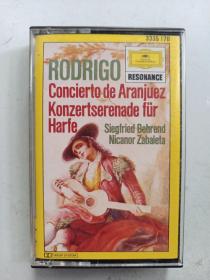 3335 176
RODRIGO
RESONANCE
Concierto de Aranjuez
Konzertserenade für
Harfe
Siegfried Behrend
Nicanor Zabaleta